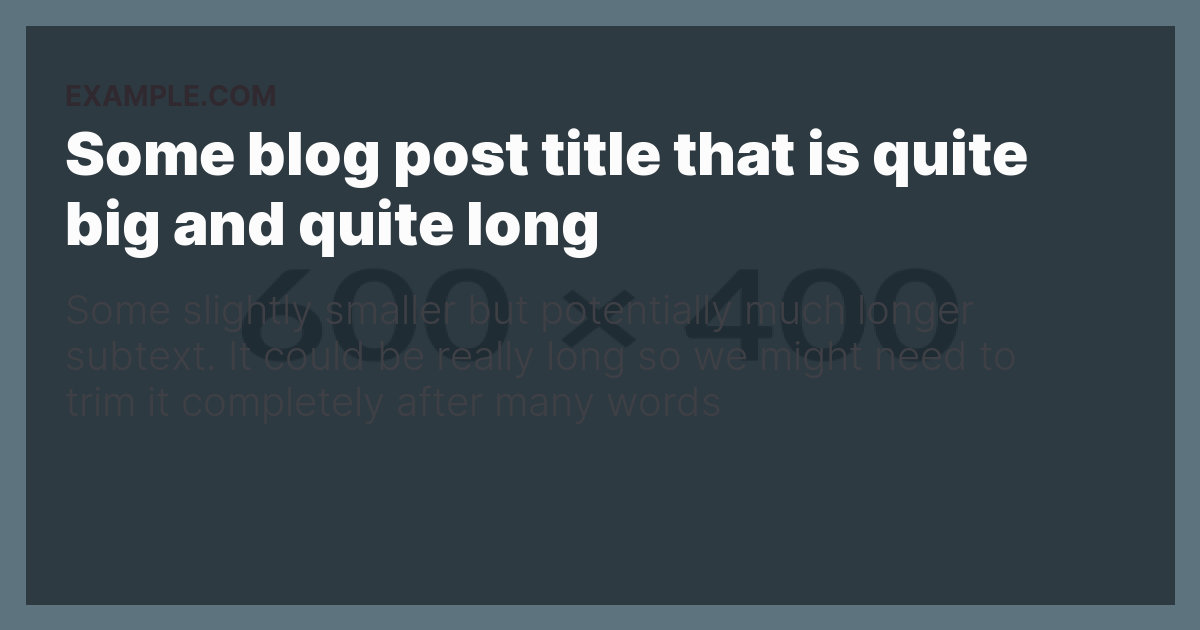 EXAMPLE.COM
Some blog post title that is quite
big and quite long
600 × 400
Some slightly smaller but potentially much longer
subtext. It could be really long so we might need to
trim it completely after many words